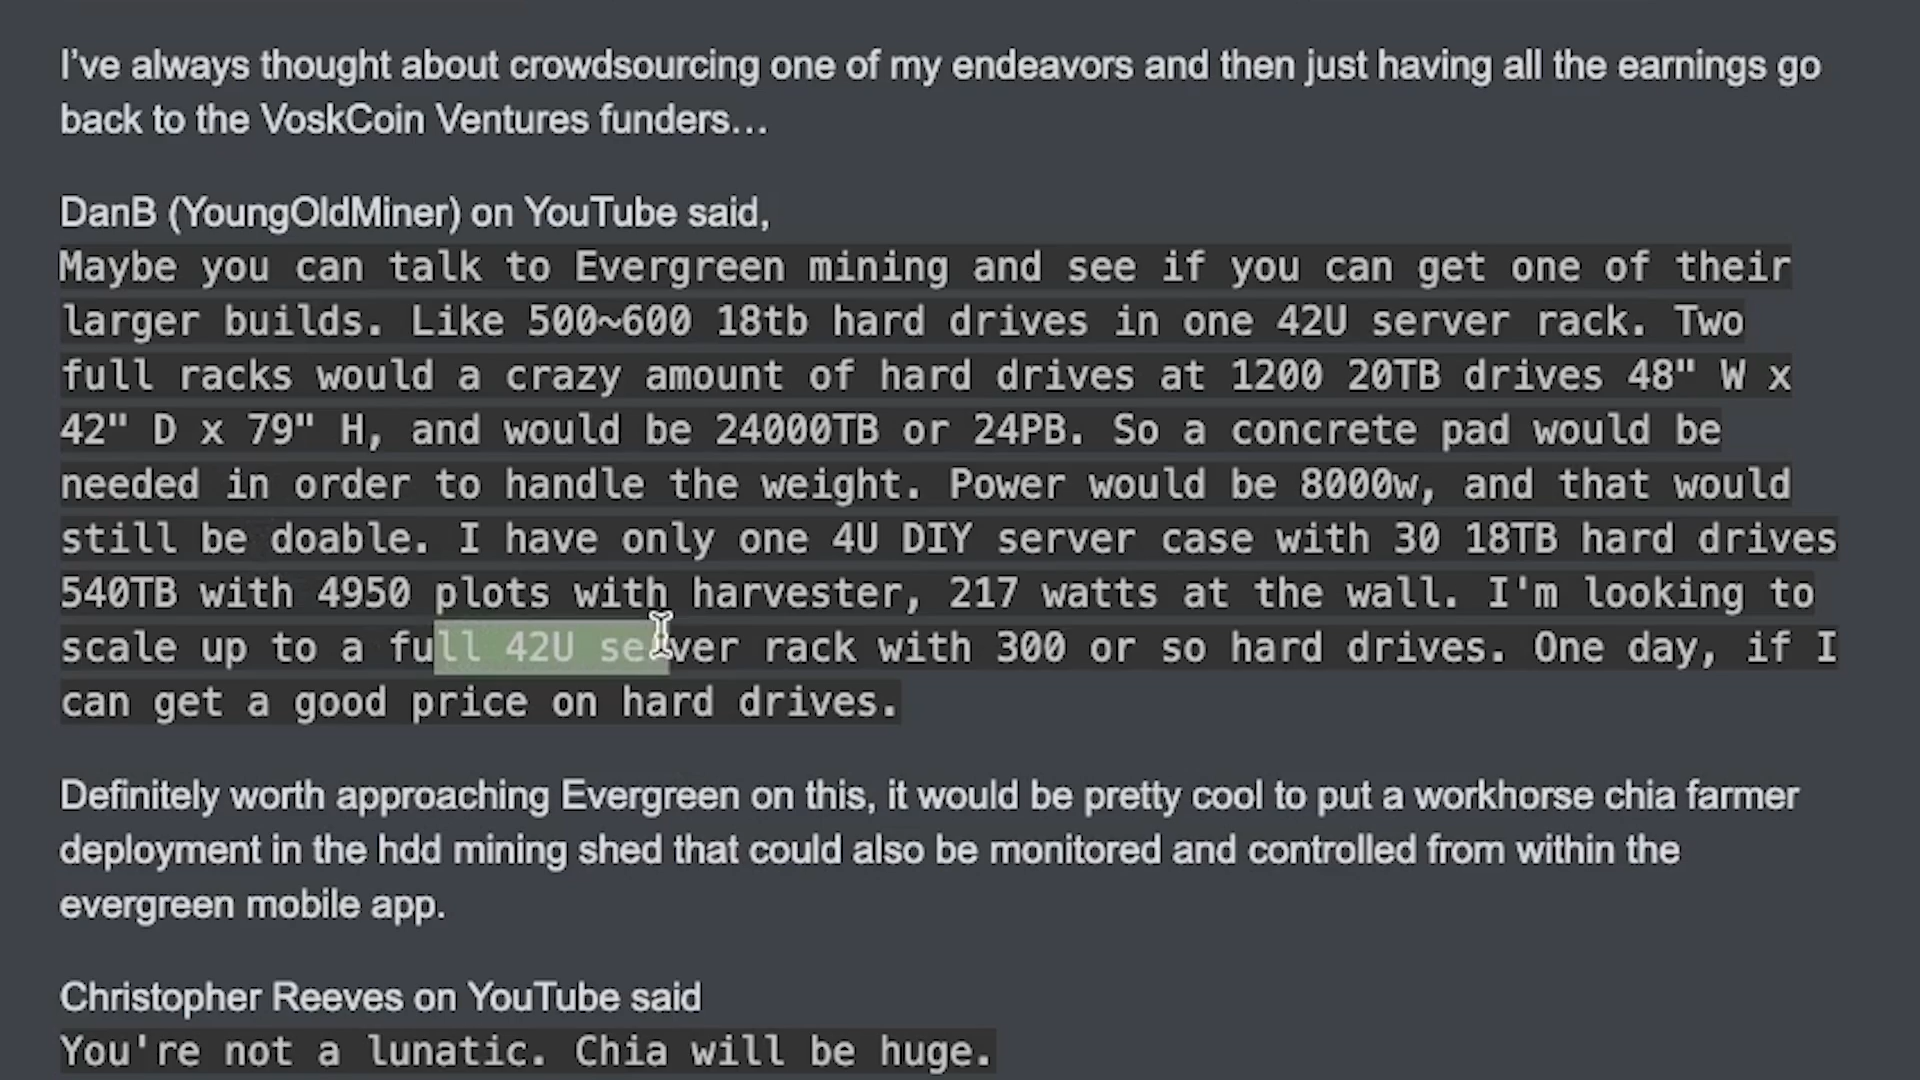 I've always thought about crowdsourcing one of my endeavors and then just having all the earnings go
back to the VoskCoin Ventures funders...
DanB (YoungOldMiner) on YouTube said,
Maybe you can talk to Evergreen mining and see if you can get one of their
larger builds. Like 500~600 18tb hard drives in one 42U server rack. Two
full racks would a crazy amount of hard drives at 1200 20TB drives 48" W x
42" D x 79" H, and would be 24000TB or 24PB. So a concrete pad would be
needed in order to handle the weight. Power would be 8000w, and that would
still be doable. I have only one 4U DIY server case with 30 18TB hard drives
540TB with 4950 plots with harvester, 217 watts at the wall. I'm looking to
scale up to a full 42U server rack with 300 or so hard drives. One day, if I
can get a good price on hard drives.
Definitely worth approaching Evergreen on this, it would be pretty cool to put a workhorse chia farmer
deployment in the hdd mining shed that could also be monitored and controlled from within the
evergreen mobile app.
Christopher Reeves on YouTube said
You're not a lunatic. Chia will be huge.